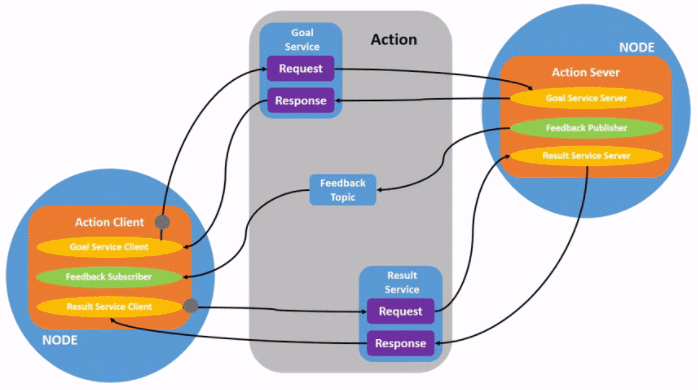 Goal
Service
Request
Response
Action
NODE
Action Sever
Goal Service Server
Feedback Publisher
Result Service Server
Feedback
Topic
Action Client
Goal Service Client
Feedback Subscriber
Result Service Client
NODE
Result
Service
Request
Response